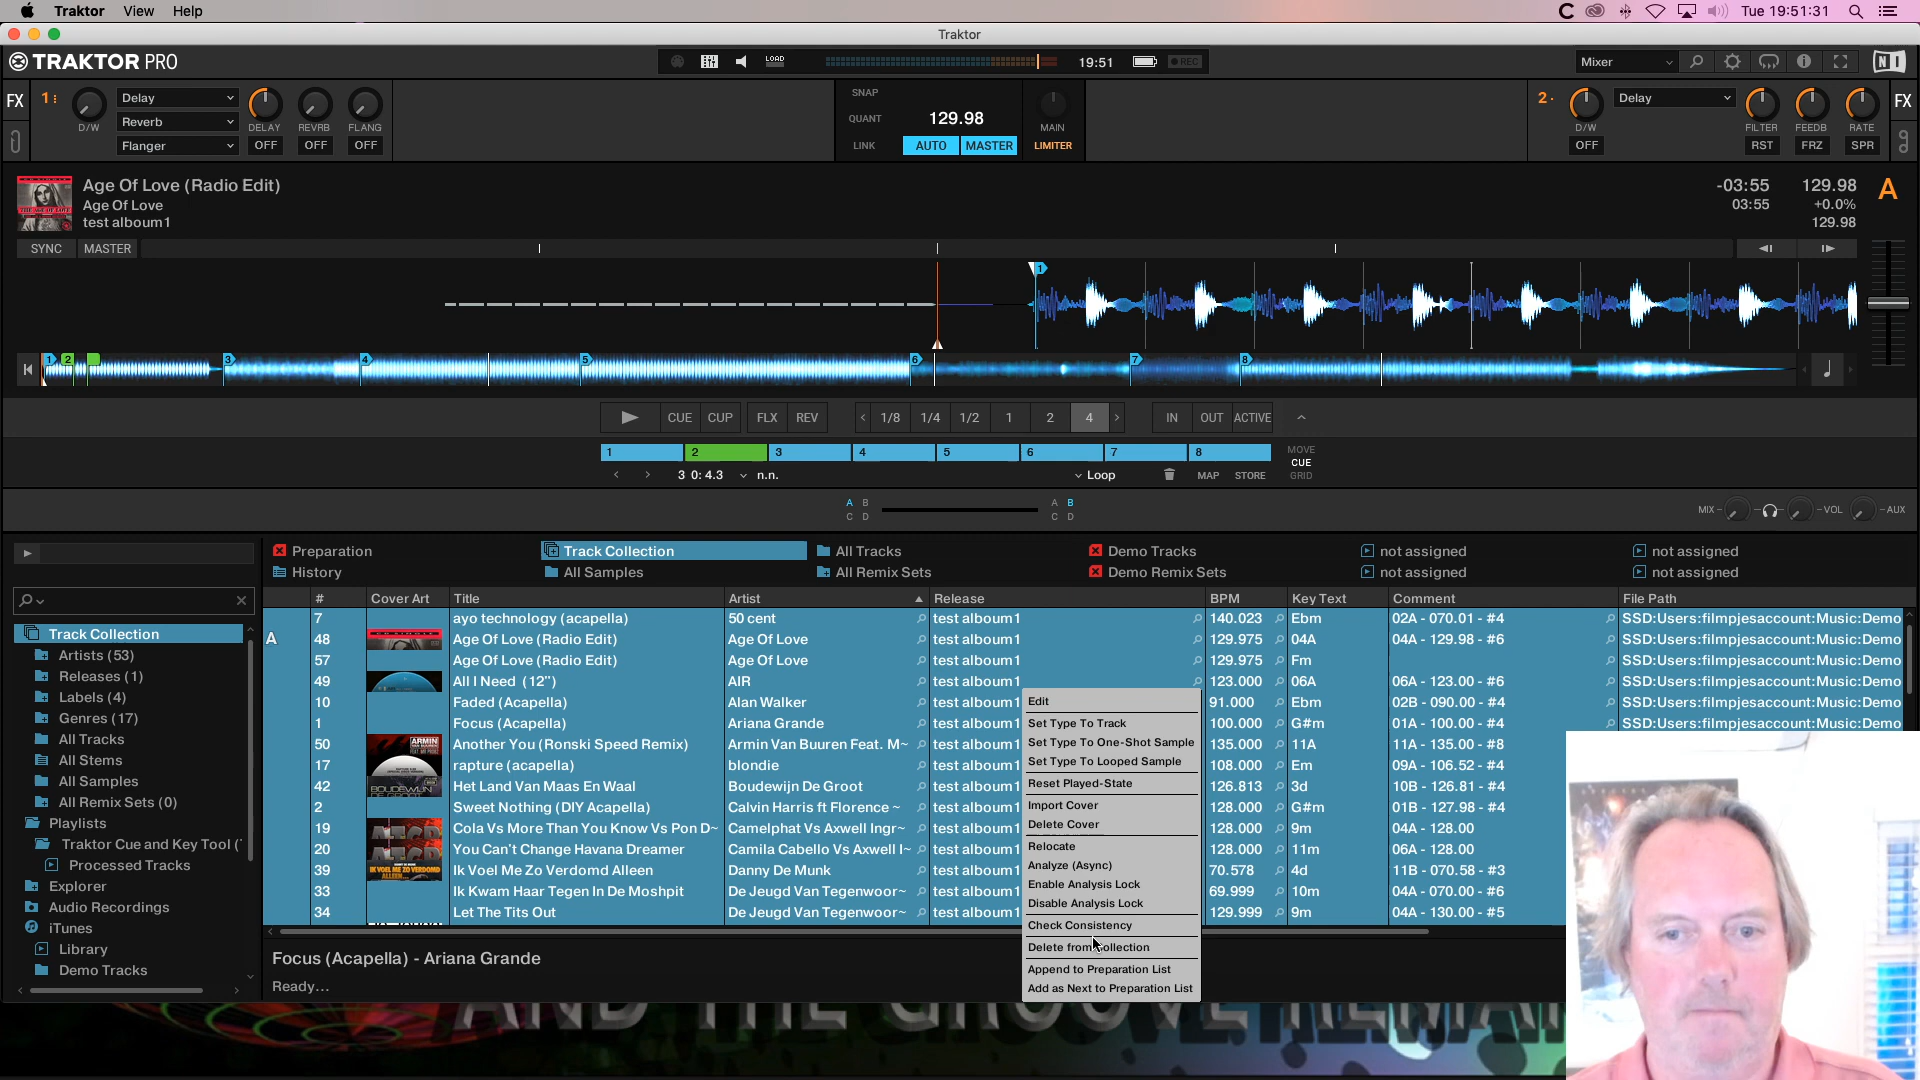 Traktor View Help
Tue 19:51:31
Traktor
TRAKTOR PRO
LOAD
19:51
REC
Mixer
FX
1
D/W
Delay
Reverb
Flanger
DELAY
REVRB
FLANG
OFF
OFF
OFF
SNAP
QUANT
LINK
129.98
AUTO
MASTER
MAIN
LIMITER
2
D/W
OFF
Delay
FILTER
FEEDB
RATE
RST
FRZ
SPR
FX
Age Of Love (Radio Edit)
Age Of Love
test alboum1
-03:55
03:55
129.98
+0.0%
129.98
A
SYNC
MASTER
1
1 2 3 4 5 6 7 8
CUE CUP FLX REV 1/8 1/4 1/2 1 2 4 IN OUT ACTIVE
1 2 3 4 5 6 7 8
MOVE
CUE
GRID
3 0: 4.3 n.n. Loop MAP STORE
A B
C D
A B
C D
MIX VOL AUX
Preparation Track Collection All Tracks Demo Tracks not assigned not assigned
History All Samples All Remix Sets Demo Remix Sets not assigned not assigned
Track Collection
Artists (53)
Releases (1)
Labels (4)
Genres (17)
All Tracks
All Stems
All Samples
All Remix Sets (0)
Playlists
Traktor Cue and Key Tool (
Processed Tracks
Explorer
Audio Recordings
iTunes
Library
Demo Tracks
# Cover Art Title Artist Release BPM Key Text Comment File Path
7 ayo technology (acapella) 50 cent test alboum1 140.023 Ebm 02A - 070.01 - #4 SSD:Users:filmpjesaccount:Music:Demo
A 48 Age Of Love (Radio Edit) Age Of Love test alboum1 129.975 04A 04A - 129.98 - #6 SSD:Users:filmpjesaccount:Music:Demo
57 Age Of Love (Radio Edit) Age Of Love test alboum1 129.975 Fm SSD:Users:filmpjesaccount:Music:Demo
49 All I Need (12") AIR test alboum1 123.000 06A 06A - 123.00 - #6 SSD:Users:filmpjesaccount:Music:Demo
10 Faded (Acapella) Alan Walker test alboum1 91.000 Ebm 02B - 090.00 - #4 SSD:Users:filmpjesaccount:Music:Demo
1 Focus (Acapella) Ariana Grande test alboum1 100.000 G#m 01A - 100.00 - #4 SSD:Users:filmpjesaccount:Music:Demo
50 Another You (Ronski Speed Remix) Armin Van Buuren Feat. M~ test alboum1 135.000 11A 11A - 135.00 - #8
17 rapture (acapella) blondie test alboum1 108.000 Em 09A - 106.52 - #4
42 Het Land Van Maas En Waal Boudewijn De Groot test alboum1 126.813 3d 10B - 126.81 - #4
2 Sweet Nothing (DIY Acapella) Calvin Harris ft Florence ~ test alboum1 128.000 G#m 01B - 127.98 - #4
19 Cola Vs More Than You Know Vs Pon D~ Camelphat Vs Axwell Ingr~ test alboum1 128.000 9m 04A - 128.00
20 You Can't Change Havana Dreamer Camila Cabello Vs Axwell I~ test alboum1 128.000 11m 06A - 128.00
39 Ik Voel Me Zo Verdomd Alleen Danny De Munk test alboum1 70.578 4d 11B - 070.58 - #3
33 Ik Kwam Haar Tegen In De Moshpit De Jeugd Van Tegenwoor~ test alboum1 69.999 10m 04A - 070.00 - #6
34 Let The Tits Out De Jeugd Van Tegenwoor~ test alboum1 129.999 9m 04A - 130.00 - #5
Edit
Set Type To Track
Set Type To One-Shot Sample
Set Type To Looped Sample
Reset Played-State
Import Cover
Delete Cover
Relocate
Analyze (Async)
Enable Analysis Lock
Disable Analysis Lock
Check Consistency
Delete from Collection
Append to Preparation List
Add as Next to Preparation List
Focus (Acapella) - Ariana Grande
Ready...
AND THE GROOVE REMA